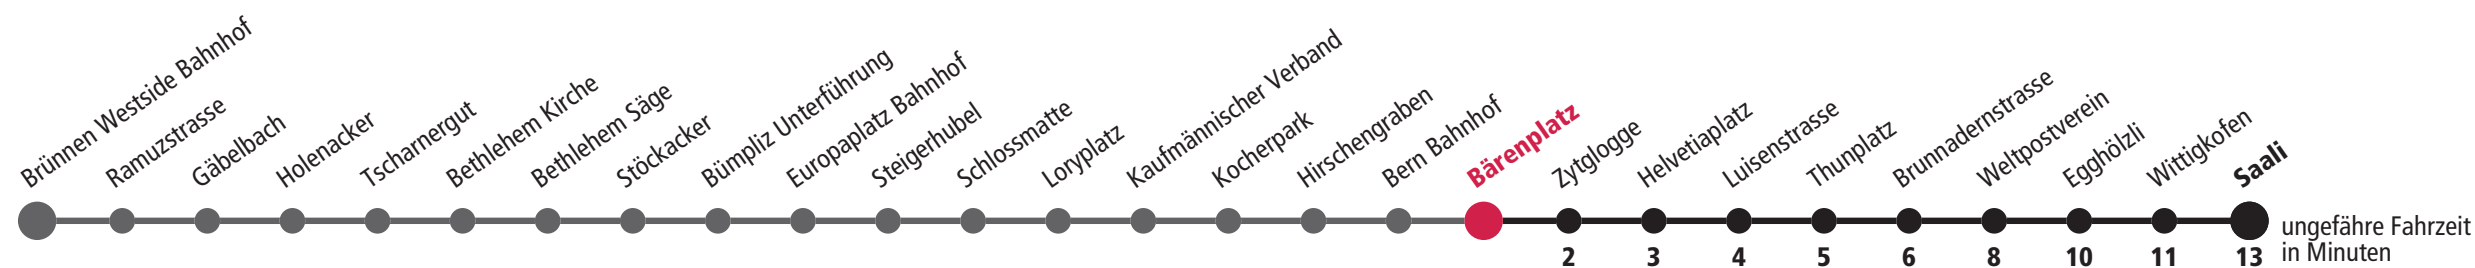 Brünnen Westside Bahnhof
Ramuzstrasse
Gäbelbach
Holenacker
Tscharnergut
Bethlehem Kirche
Bethlehem Säge
Stöckacker
Bümpliz Unterführung
Europaplatz Bahnhof
Steigerhubel
Schlossmatte
Loryplatz
Kaufmännischer Verband
Kocherpark
Hirschengraben
Bern Bahnhof
Bärenplatz
Zytglogge
Helvetiaplatz
Luisenstrasse
Thunplatz
Brunnadernstrasse
Weltpostverein
Egghölzli
Wittigkofen
Saali
2 3 4 5 6 8 10 11 13
ungefähre Fahrzeit
in Minuten